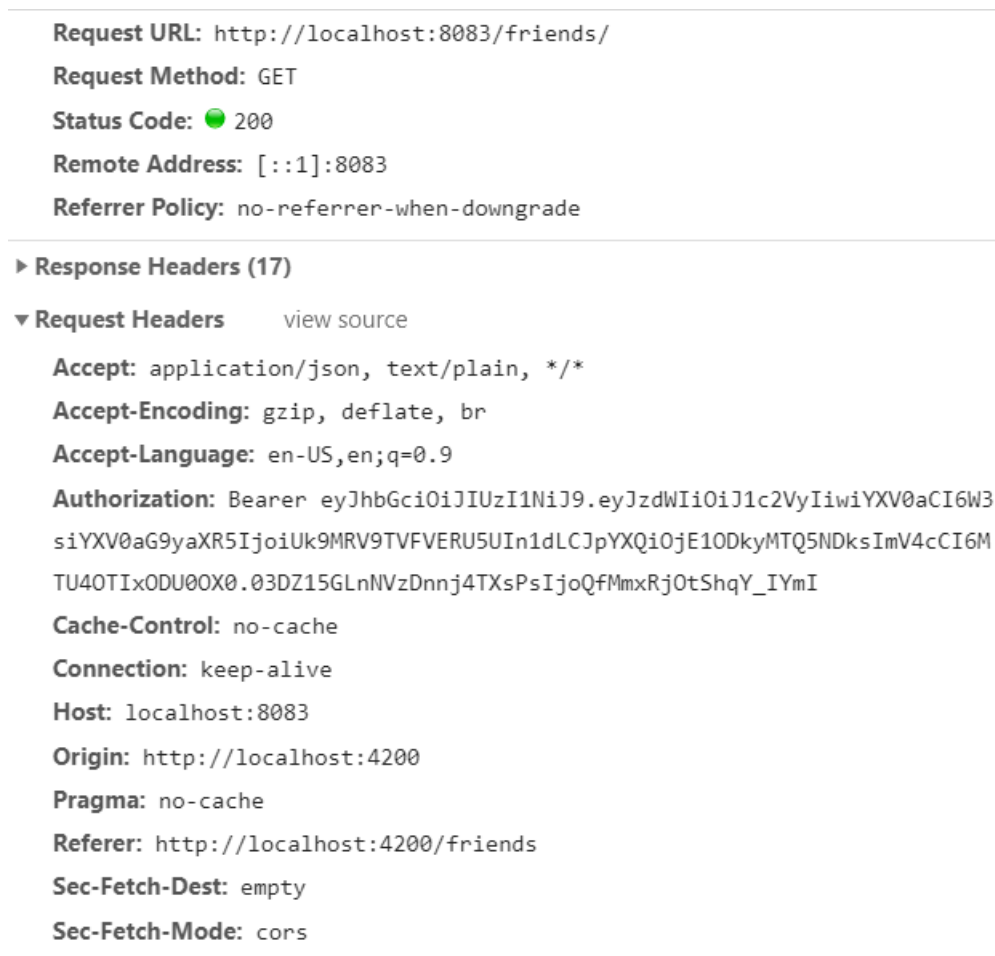 Request URL: http://localhost:8083/friends/
Request Method: GET
Status Code: 200
Remote Address: [::1]:8083
Referrer Policy: no-referrer-when-downgrade
Response Headers (17)
Request Headers view source
Accept: application/json, text/plain, */*
Accept-Encoding: gzip, deflate, br
Accept-Language: en-US,en;q=0.9
Authorization: Bearer eyJhbGciOiJIUzI1NiJ9.eyJzdWIiOiJ1c2VyIiwiYXV0aCI6W3
siYXV0aG9yaXR5IjoiUk9MRV9TVFVERU5UIn1dLCJpYXQiOjE1ODkyMTQ5NDksImV4cCI6M
TU4OTIxODU0OX0.03DZ15GLnNVzDnnj4TXsPsIjoQfMmxRjOtShqY_IYmI
Cache-Control: no-cache
Connection: keep-alive
Host: localhost:8083
Origin: http://localhost:4200
Pragma: no-cache
Referer: http://localhost:4200/friends
Sec-Fetch-Dest: empty
Sec-Fetch-Mode: cors